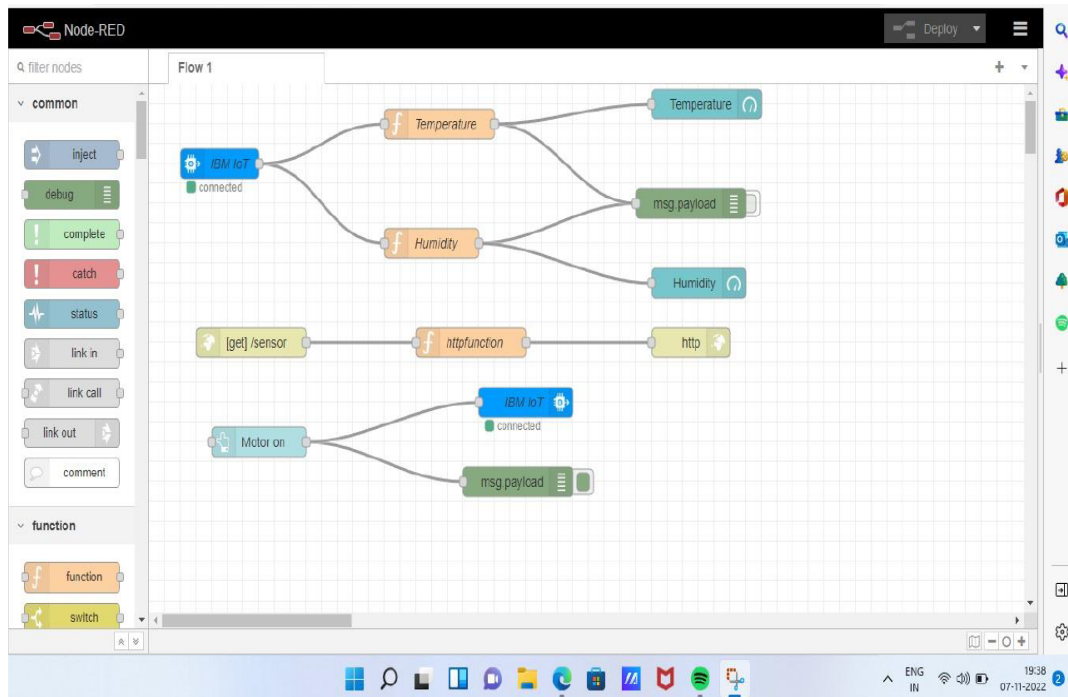 Node-RED
Deploy
filter nodes
Flow 1
common
inject
debug
complete
catch
status
link in
link call
link out
comment
function
function
switch
IBM IoT
connected
Temperature
Humidity
Temperature
msg.payload
Humidity
[get] /sensor
httpfunction
http
Motor on
IBM IoT
connected
msg.payload
ENG
IN
19:38
07-11-2022
2